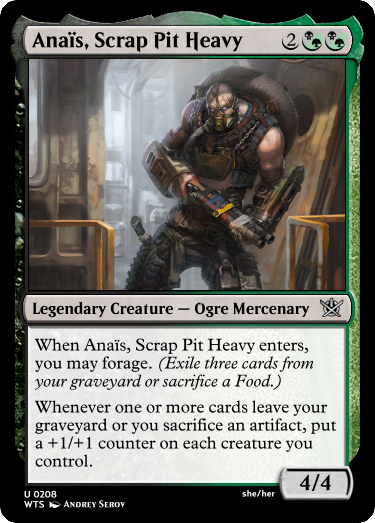 Anaïs, Scrap Pit Heavy 2
Legendary Creature — Ogre Mercenary
When Anaïs, Scrap Pit Heavy enters,
you may forage. (Exile three cards from
your graveyard or sacrifice a Food.)
Whenever one or more cards leave your
graveyard or you sacrifice an artifact, put
a +1/+1 counter on each creature you
control.
4/4
U 0208 she/her
WTS Andrey Serov